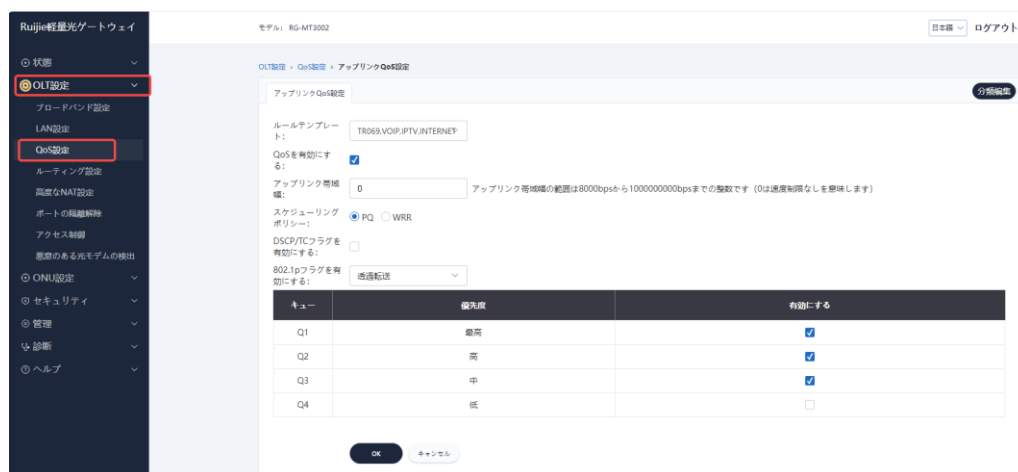 Ruijie軽量光ゲートウェイ
モデル: RG-MT3002
日本語
ログアウト
状態
OLT設定
ブロードバンド設定
LAN設定
QoS設定
ルーティング設定
高度なNAT設定
ポートの隔離解除
アクセス制御
悪意のある光モデムの検出
ONU設定
セキュリティ
管理
診断
ヘルプ
OLT設定 › QoS設定 › アップリンクQoS設定
アップリンクQoS設定
分類編集
ルールテンプレー
ト:
TR069,VOIP,IPTV,INTERNET
QoSを有効にす
る:
アップリンク帯域
幅:
0
アップリンク帯域幅の範囲は8000bpsから1000000000bpsまでの整数です（0は速度制限なしを意味します）
スケジューリング
ポリシー:
PQ WRR
DSCP/TCフラグを
有効にする:
802.1pフラグを有
効にする:
透過転送
キュー 優先度 有効にする
Q1 最高
Q2 高
Q3 中
Q4 低
OK キャンセル